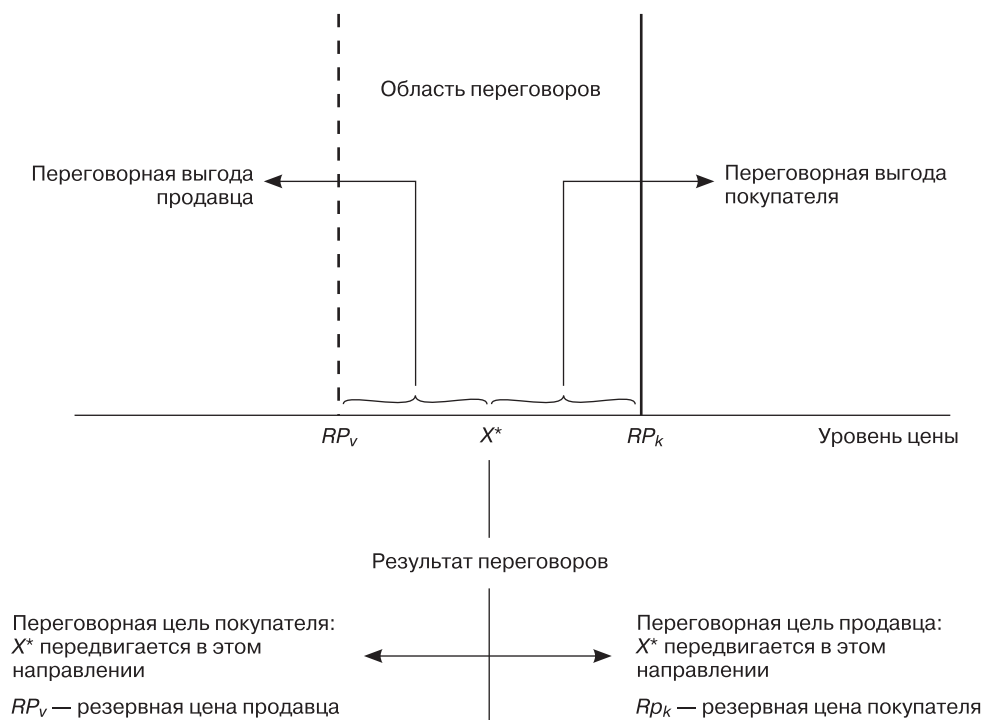 Область переговоров
Переговорная выгода
продавца
Переговорная выгода
покупателя
RPv
X*
RPk
Уровень цены
Результат переговоров
Переговорная цель покупателя:
X* передвигается в этом
направлении
RPv — резервная цена продавца
Переговорная цель продавца:
X* передвигается в этом
направлении
Rpk — резервная цена покупателя